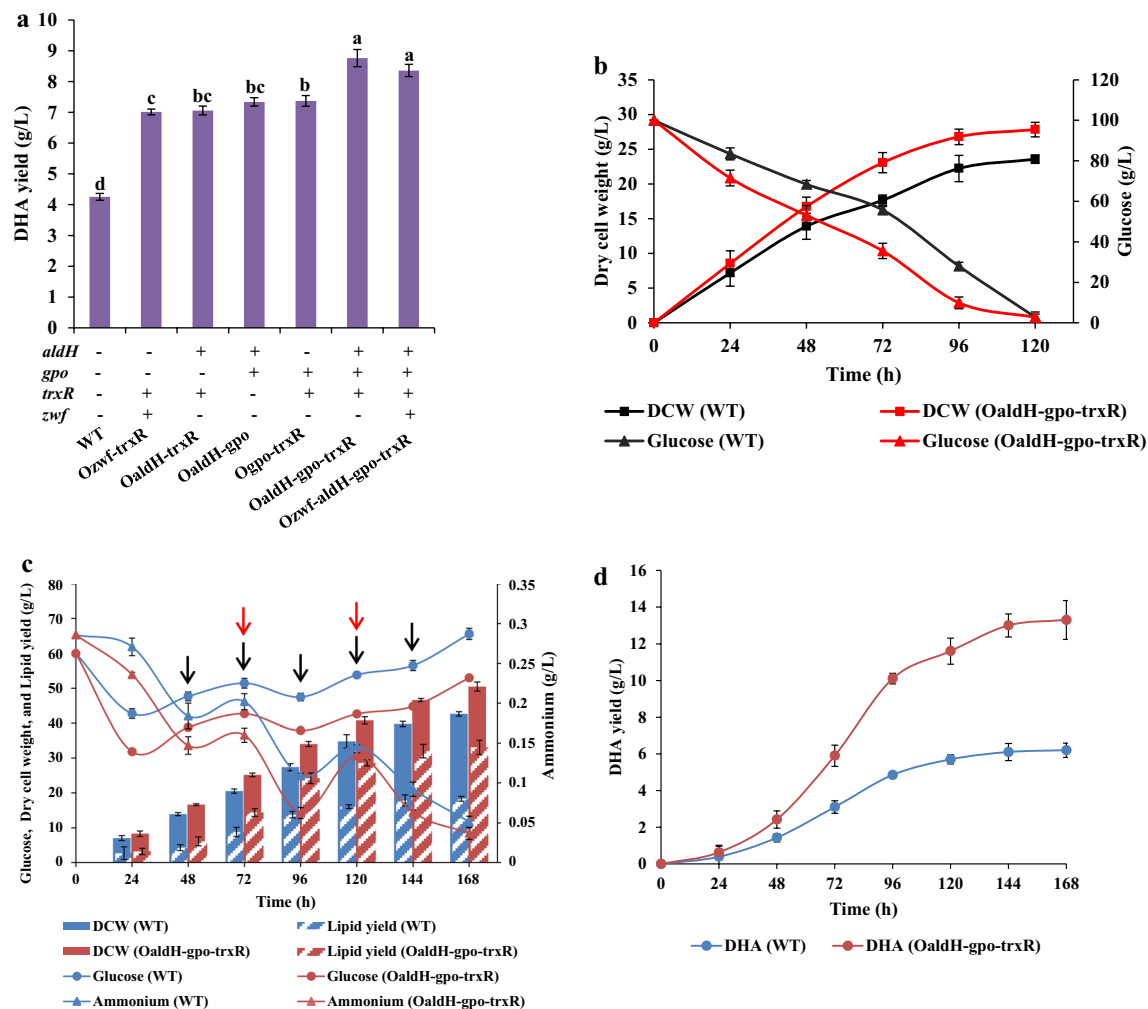 a
DHA yield (g/L)
10
9
8
7
6
5
4
3
2
1
0
d
c
bc
bc
b
a
a
aldH - - + + - + +
gpo - - - + + + +
trxR - + + - + + +
zwf - + - - - - +
WT
Ozwf-trxR
OaldH-trxR
OaldH-gpo
Ogpo-trxR
OaldH-gpo-trxR
Ozwf-aldH-gpo-trxR
b
Dry cell weight (g/L)
35
30
25
20
15
10
5
0
Glucose (g/L)
120
100
80
60
40
20
0
0 24 48 72 96 120
Time (h)
DCW (WT) DCW (OaldH-gpo-trxR)
Glucose (WT) Glucose (OaldH-gpo-trxR)
c
Glucose, Dry cell weight, and Lipid yield (g/L)
80
70
60
50
40
30
20
10
0
Ammonium (g/L)
0.35
0.3
0.25
0.2
0.15
0.1
0.05
0
0 24 48 72 96 120 144 168
Time (h)
DCW (WT) Lipid yield (WT)
DCW (OaldH-gpo-trxR) Lipid yield (OaldH-gpo-trxR)
Glucose (WT) Glucose (OaldH-gpo-trxR)
Ammonium (WT) Ammonium (OaldH-gpo-trxR)
d
DHA yield (g/L)
16
14
12
10
8
6
4
2
0
0 24 48 72 96 120 144 168
Time (h)
DHA (WT) DHA (OaldH-gpo-trxR)